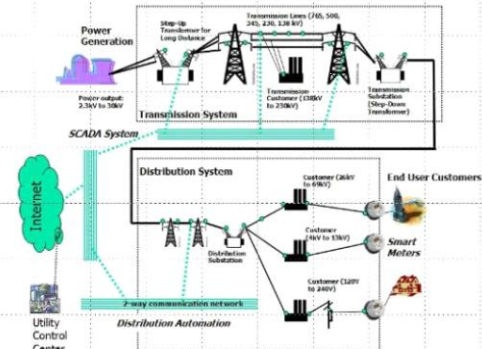 Power
Generation
Step-Up
Transformer for
Long Distance
Transmission Lines (765, 500,
345, 230, 138 kV)
Power output:
2.3kV to 30kV
Transmission
Customer (138kV
to 230kV)
Transmission
Substation
(Step-Down
Transformer)
Transmission System
SCADA System
Distribution System
Customer (26kV
to 69kV)
End User Customers
Internet
Customer
(4kV to 13kV)
Smart
Meters
Distribution
Substation
Customer (120V
to 240V)
2-way communication network
Distribution Automation
Utility
Control
Center